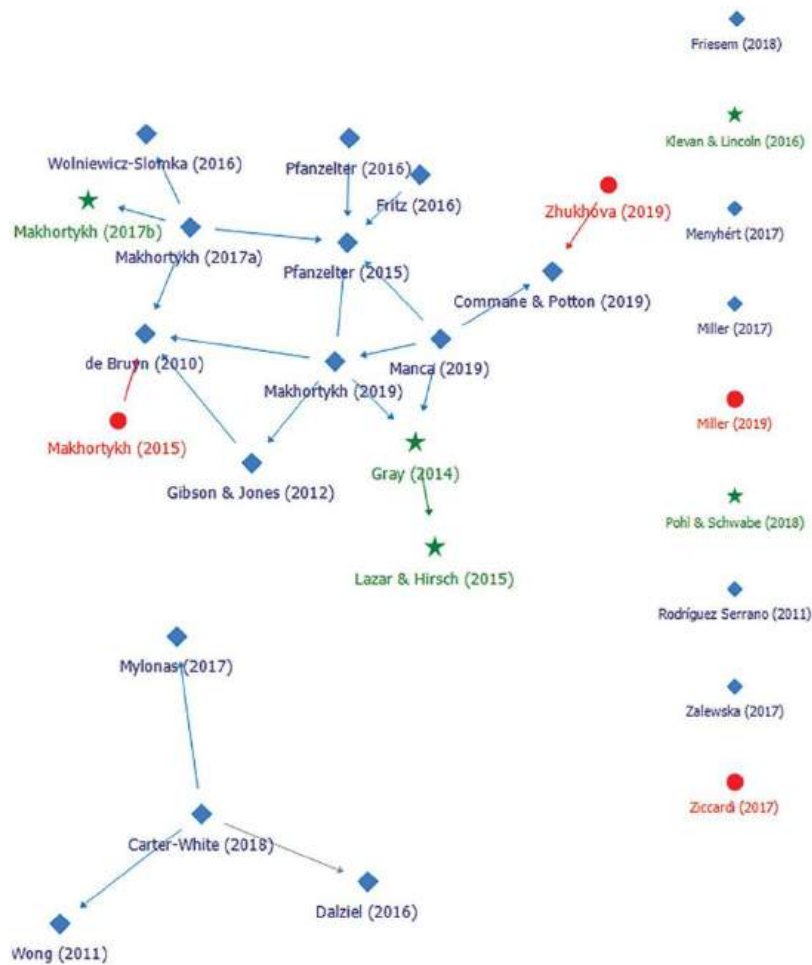 Friesem (2018)
Klevan & Lincoln (2016)
Wolniewicz-Slomka (2016)
Pfanzelter (2016)
Fritz (2016)
Zhukhova (2019)
Makhortykh (2017b)
Makhortykh (2017a)
Menyhért (2017)
Pfanzelter (2015)
Commane & Potton (2019)
Miller (2017)
de Bruyn (2010)
Makhortykh (2019)
Manca (2019)
Miller (2019)
Makhortykh (2015)
Gray (2014)
Gibson & Jones (2012)
Pohl & Schwabe (2018)
Lazar & Hirsch (2015)
Rodríguez Serrano (2011)
Mylonas (2017)
Zalewska (2017)
Ziccardi (2017)
Carter-White (2018)
Dalziel (2016)
Wong (2011)